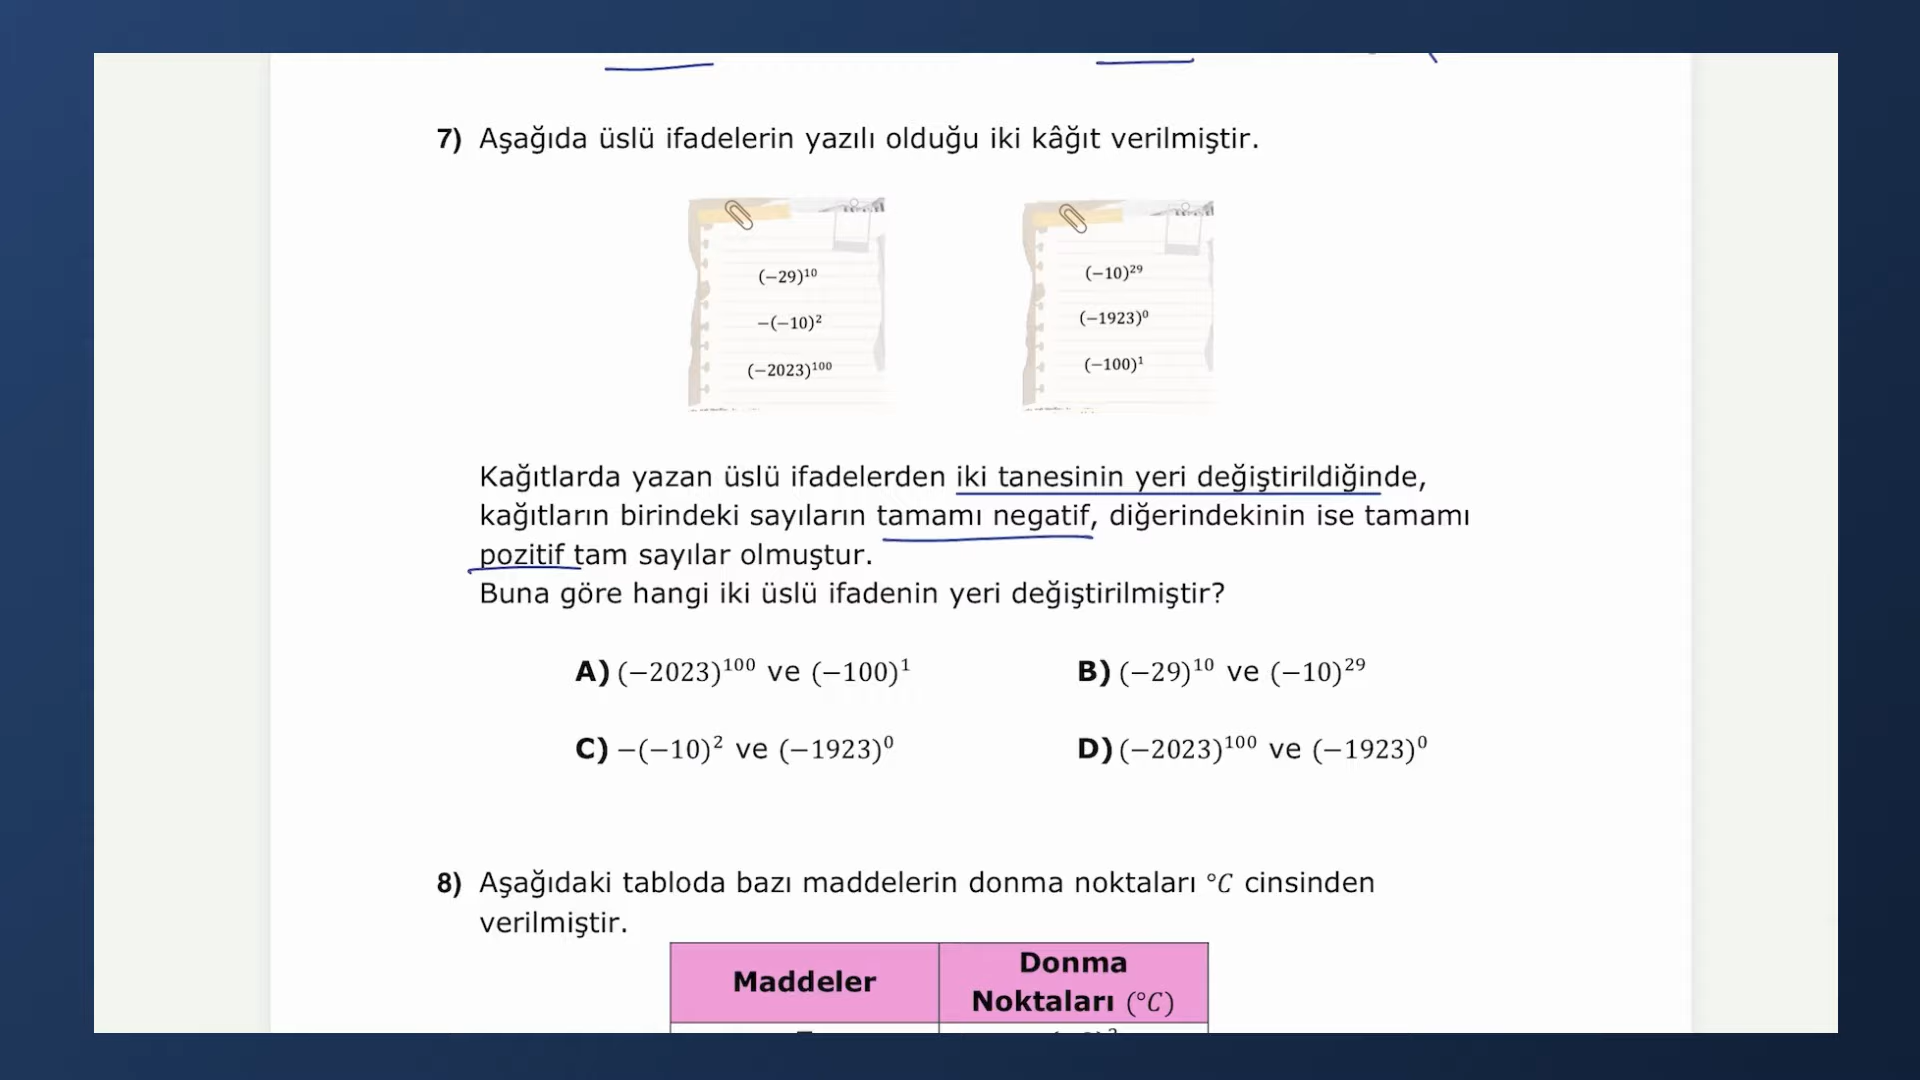 7) Aşağıda üslü ifadelerin yazılı olduğu iki kâğıt verilmiştir.
(−29)¹⁰
−(−10)²
(−2023)¹⁰⁰
(−10)²⁹
(−1923)⁰
(−100)¹
Kağıtlarda yazan üslü ifadelerden iki tanesinin yeri değiştirildiğinde,
kağıtların birindeki sayıların tamamı negatif, diğerindekinin ise tamamı
pozitif tam sayılar olmuştur.
Buna göre hangi iki üslü ifadenin yeri değiştirilmiştir?
A) (−2023)¹⁰⁰ ve (−100)¹
B) (−29)¹⁰ ve (−10)²⁹
C) −(−10)² ve (−1923)⁰
D) (−2023)¹⁰⁰ ve (−1923)⁰
8) Aşağıdaki tabloda bazı maddelerin donma noktaları °C cinsinden
verilmiştir.
Maddeler
Donma
Noktaları (°C)